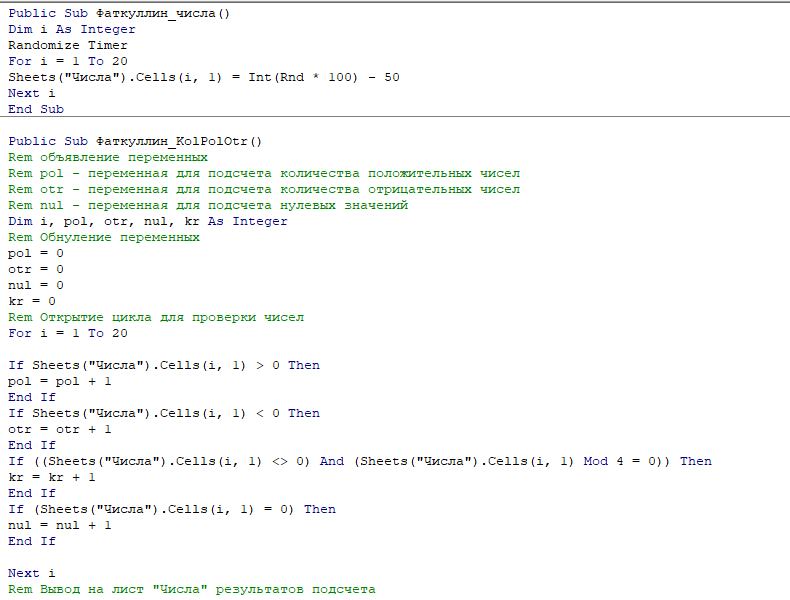 Public Sub Фаткуллин_числа()
Dim i As Integer
Randomize Timer
For i = 1 To 20
Sheets("Числа").Cells(i, 1) = Int(Rnd * 100) - 50
Next i
End Sub
Public Sub Фаткуллин_KolPolOtr()
Rem объявление переменных
Rem pol - переменная для подсчета количества положительных чисел
Rem otr - переменная для подсчета количества отрицательных чисел
Rem nul - переменная для подсчета нулевых значений
Dim i, pol, otr, nul, kr As Integer
Rem Обнуление переменных
pol = 0
otr = 0
nul = 0
kr = 0
Rem Открытие цикла для проверки чисел
For i = 1 To 20
If Sheets("Числа").Cells(i, 1) > 0 Then
pol = pol + 1
End If
If Sheets("Числа").Cells(i, 1) < 0 Then
otr = otr + 1
End If
If ((Sheets("Числа").Cells(i, 1) <> 0) And (Sheets("Числа").Cells(i, 1) Mod 4 = 0)) Then
kr = kr + 1
End If
If (Sheets("Числа").Cells(i, 1) = 0) Then
nul = nul + 1
End If
Next i
Rem Вывод на лист "Числа" результатов подсчета